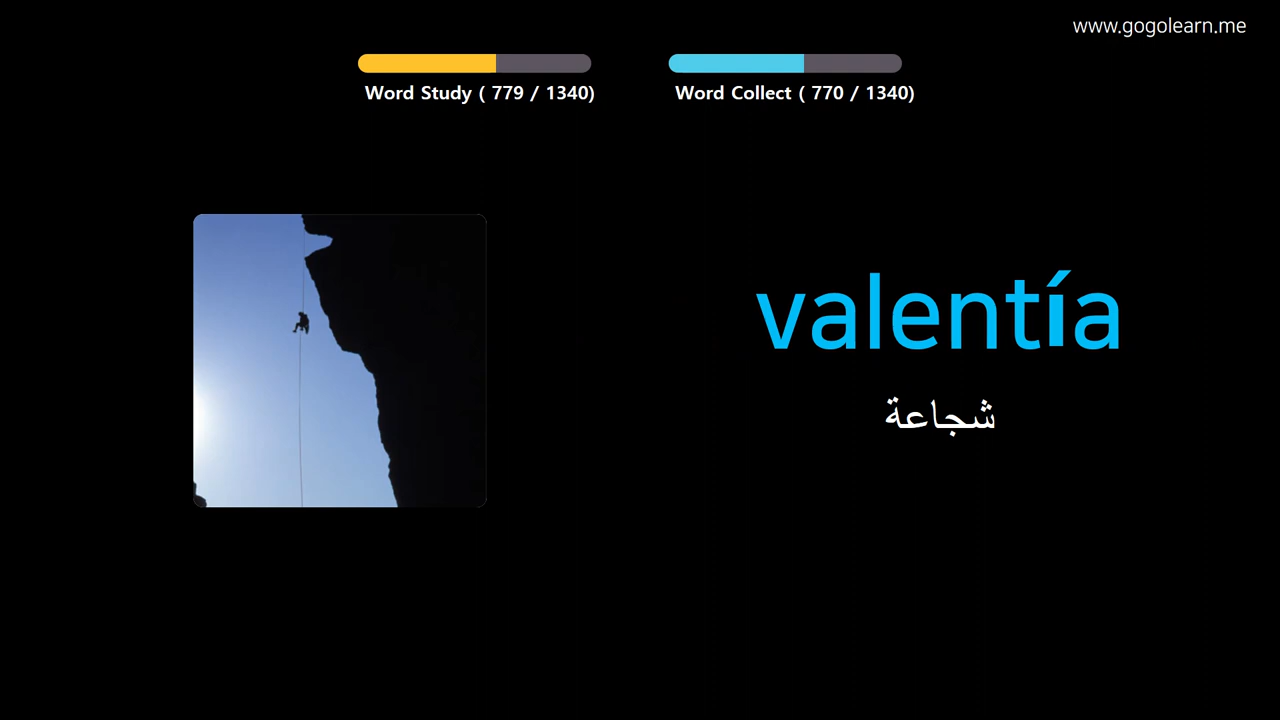 www.gogolearn.me
Word Study ( 779 / 1340)
Word Collect ( 770 / 1340)
valentía
شجاعة